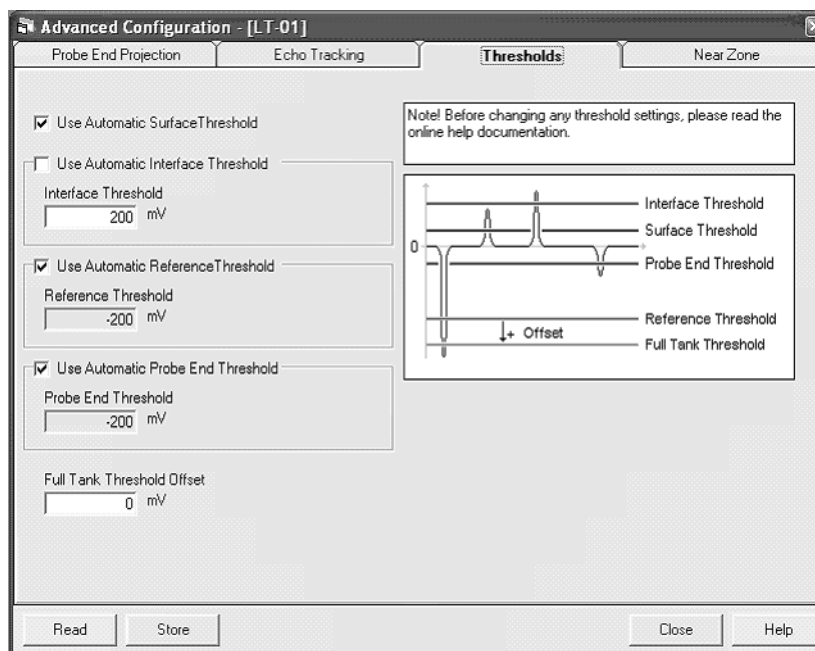 Advanced Configuration - [LT-01]
Probe End Projection
Echo Tracking
Thresholds
Near Zone
Use Automatic SurfaceThreshold
Use Automatic Interface Threshold
Interface Threshold
200 mV
Use Automatic ReferenceThreshold
Reference Threshold
-200 mV
Use Automatic Probe End Threshold
Probe End Threshold
-200 mV
Full Tank Threshold Offset
0 mV
Note! Before changing any threshold settings, please read the
online help documentation.
Interface Threshold
Surface Threshold
0
Probe End Threshold
Reference Threshold
+ Offset
Full Tank Threshold
Read
Store
Close
Help